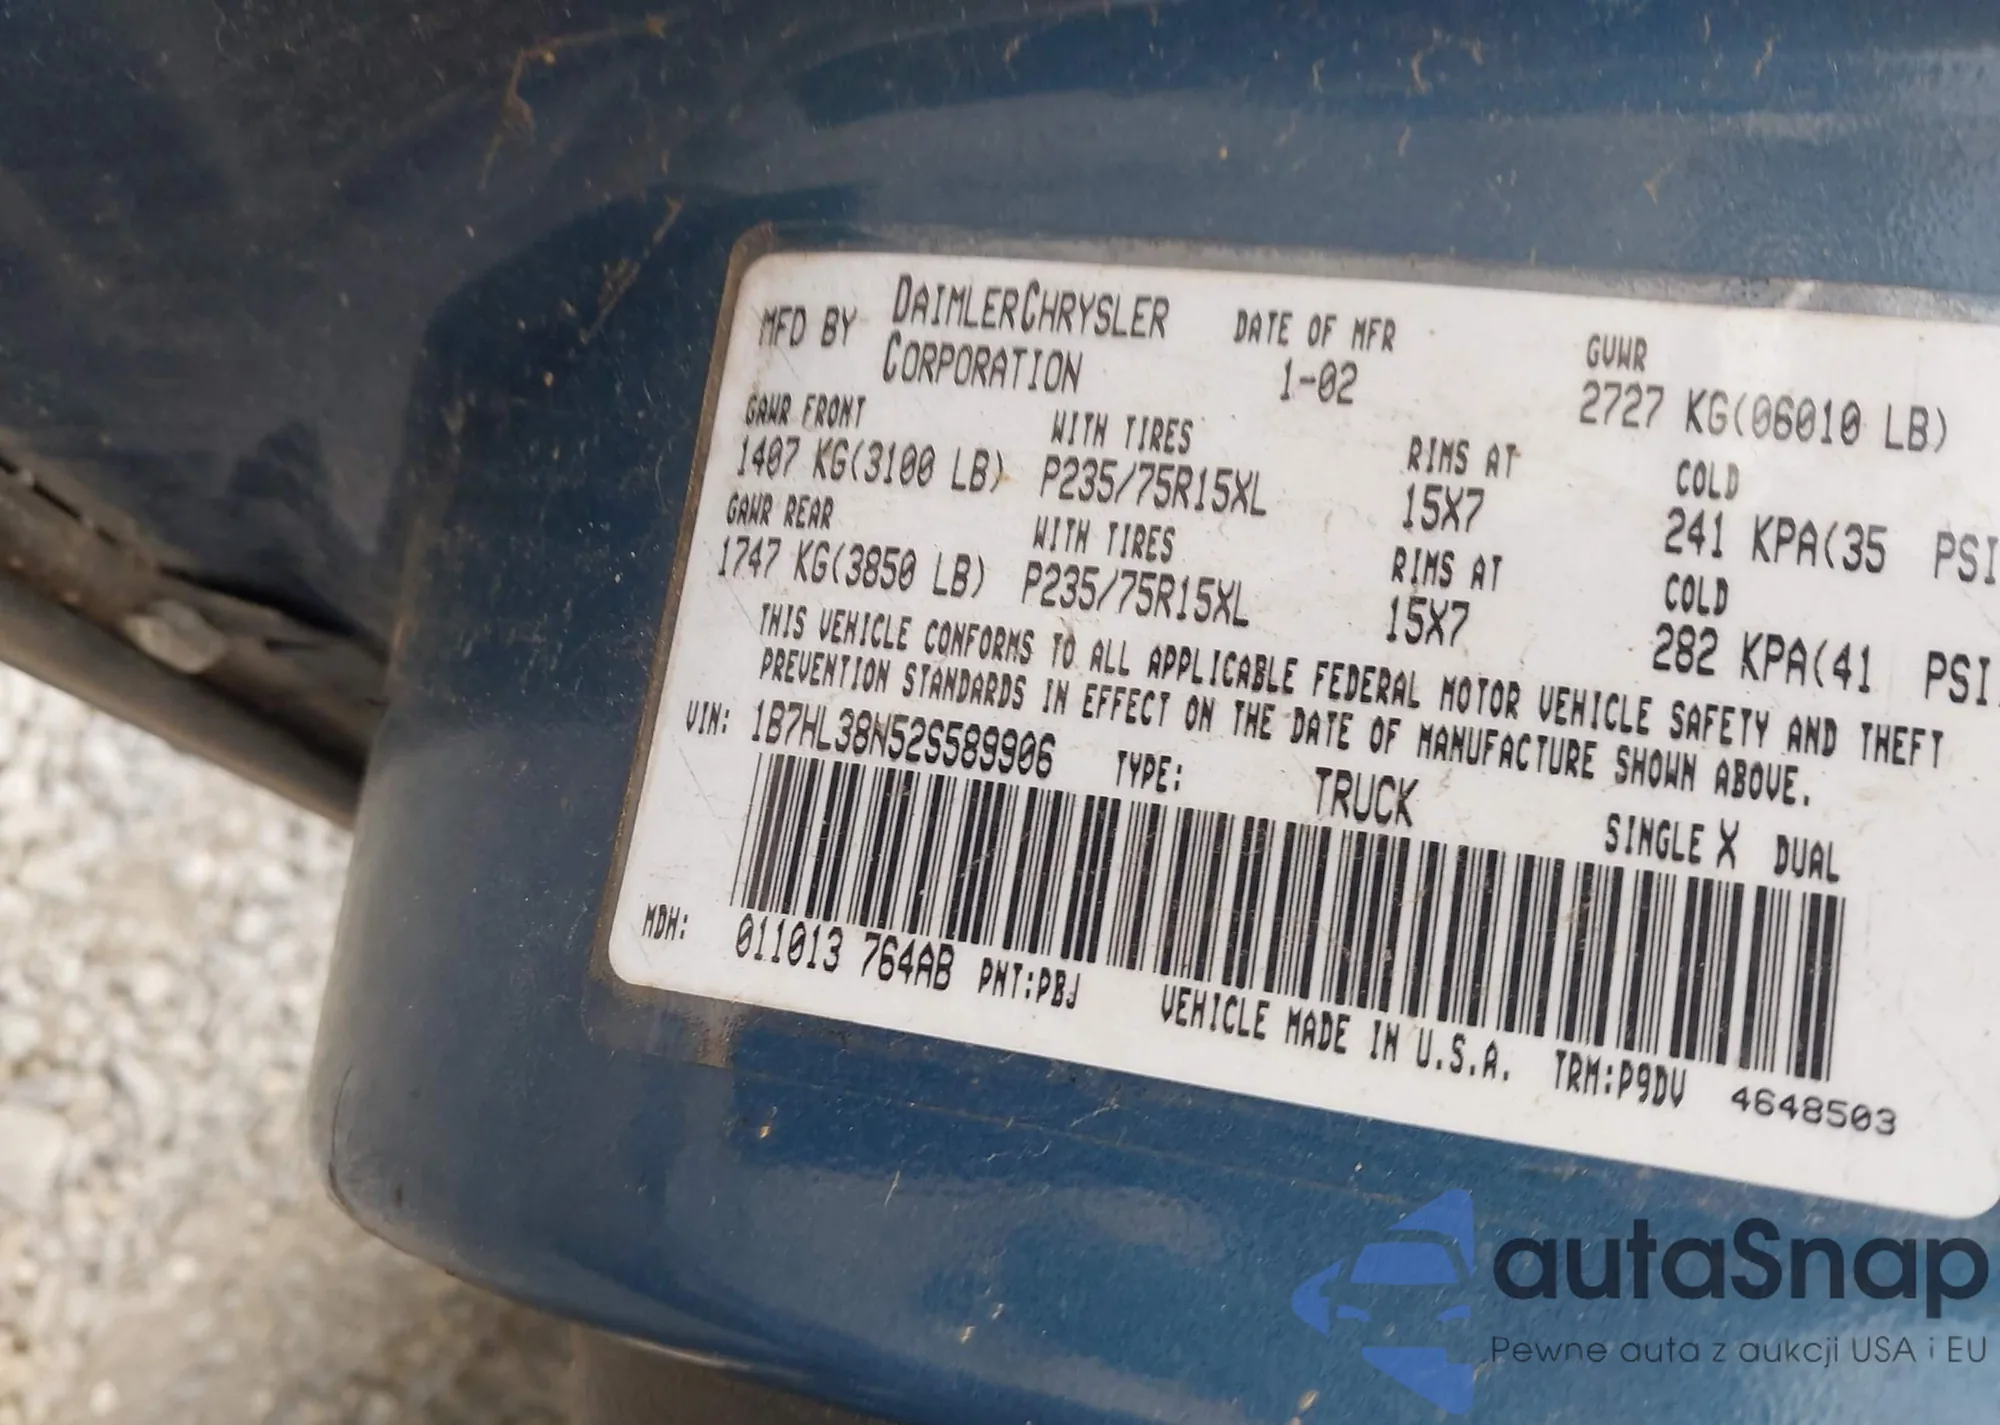 MFD BY DAIMLERCHRYSLER CORPORATION DATE OF MFR 1-02 GVWR 2727 KG(06010 LB)
GAWR FRONT WITH TIRES RIMS AT COLD
1407 KG(3100 LB) P235/75R15XL 15X7 241 KPA(35 PSI
GAWR REAR WITH TIRES RIMS AT COLD
1747 KG(3850 LB) P235/75R15XL 15X7 282 KPA(41 PSI
THIS VEHICLE CONFORMS TO ALL APPLICABLE FEDERAL MOTOR VEHICLE SAFETY AND THEFT
PREVENTION STANDARDS IN EFFECT ON THE DATE OF MANUFACTURE SHOWN ABOVE.
VIN: 1B7HL38N52S589906 TYPE: TRUCK SINGLE X DUAL
MDH: 011013 764AB PNT:PBJ VEHICLE MADE IN U.S.A. TRM:P9DV 4648503
autaSnap
Pewne auta z aukcji USA i EU